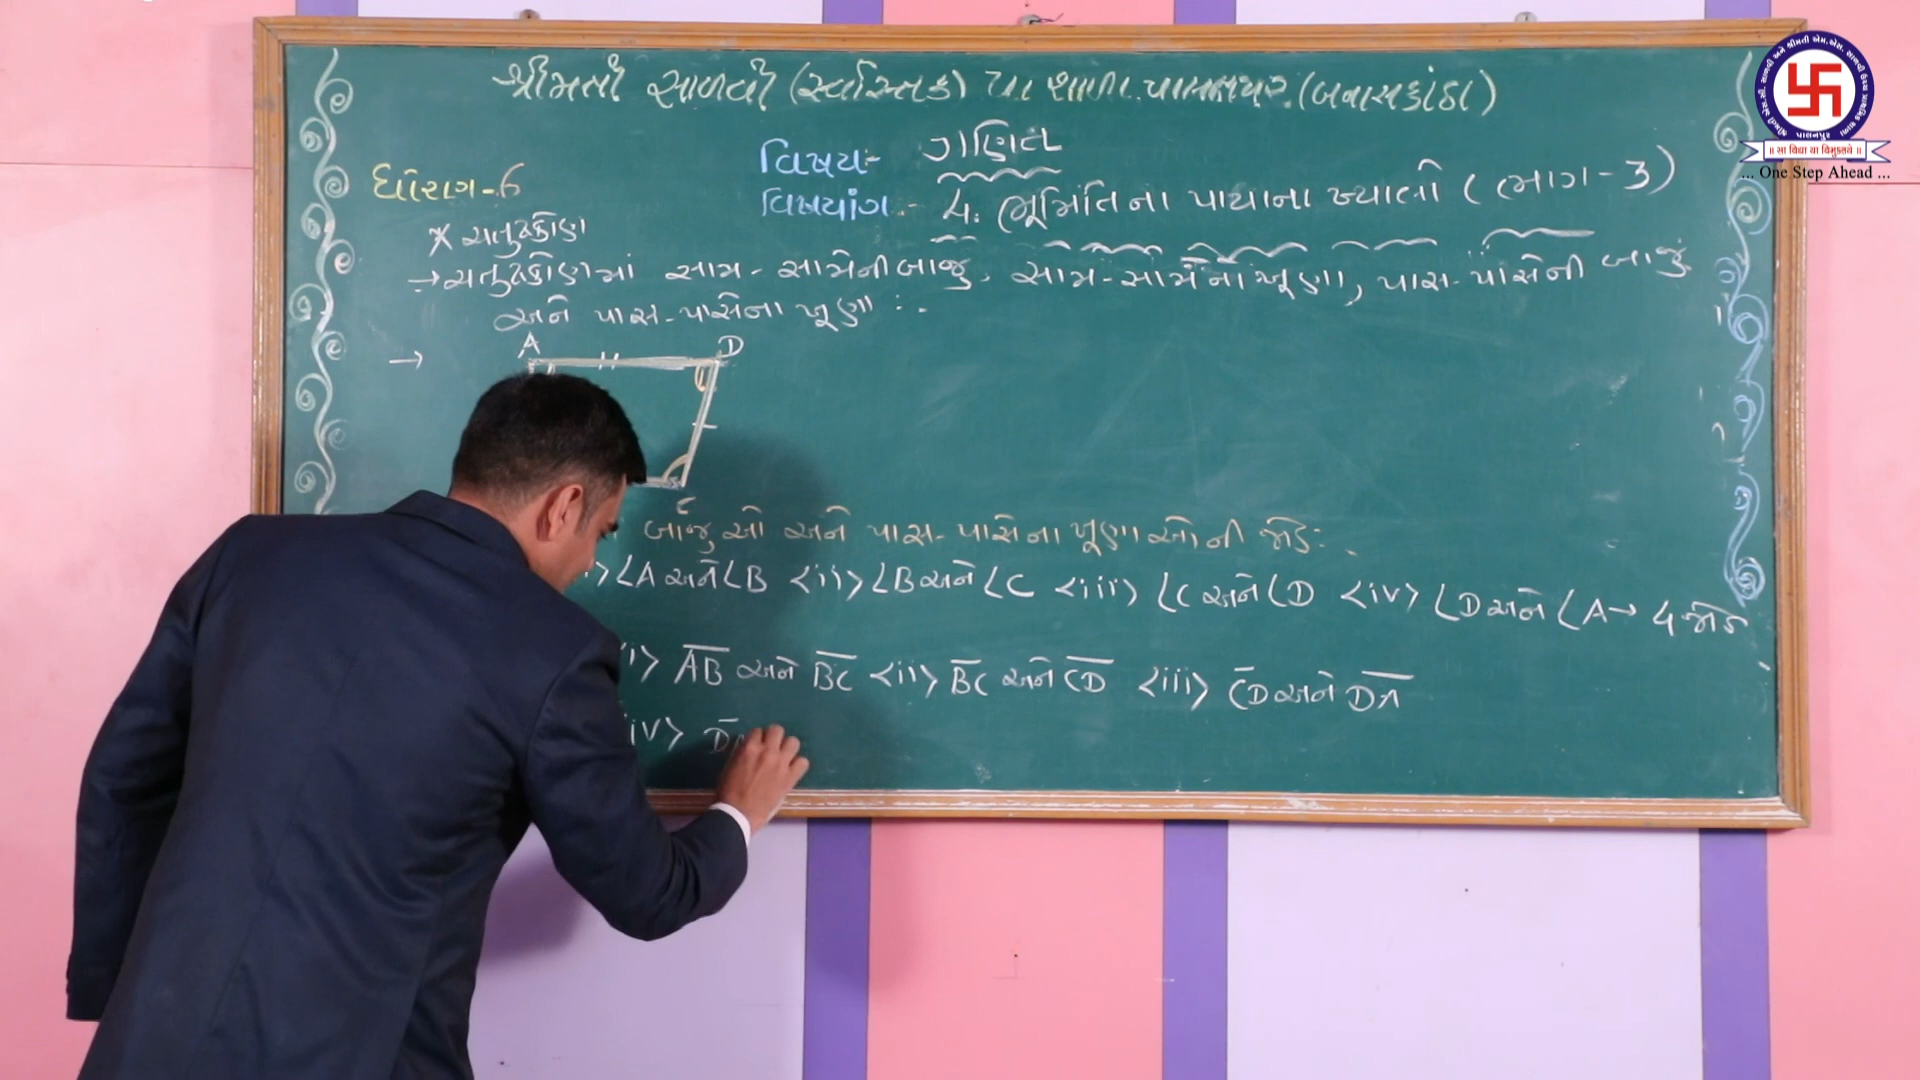 શ્રીમતી સાળવી (સ્વસ્તિક) પ્રા શાળા. પાલનપુર. (બનાસકાંઠા)
વિષય:- ગણિત
ધોરણ-6
વિષયાંગ:- 4. ભૂમિતિના પાયાના ખ્યાલો (ભાગ-3)
* ચતુષ્કોણ
→ ચતુષ્કોણમાં સામ-સામેની બાજુ, સામ-સામેના ખૂણા, પાસ-પાસેની બાજુ
અને પાસ-પાસેના ખૂણા :-
→
A D
C
બાજુઓ અને પાસ-પાસેના ખૂણાઓની જોડ:-
∠A અને ∠B <ii> ∠B અને ∠C <iii> ∠C અને ∠D <iv> ∠D અને ∠A → 4 જોડ
AB અને BC <ii> BC અને CD <iii> CD અને DA
iv> D
॥ सा विद्या या विमुक्तये ॥
પાલનપુર
... One Step Ahead ...